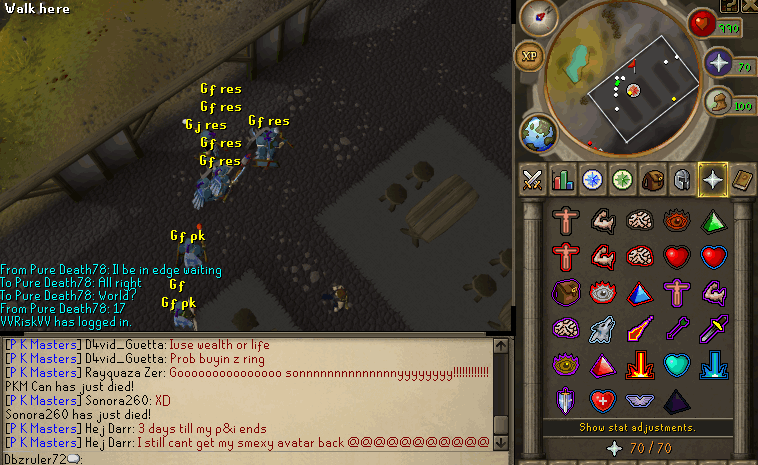 Walk here
Gf res
Gf res
Gj res
Gf res
Gf res
Gf res
Gf pk
Gf
Gf pk
From Pure Death78: Il be in edge waiting
To Pure Death78: All right
To Pure Death78: World?
From Pure Death78: 17
VVRiskVV has logged in.
[P K Masters] D4vid_Guetta: Iuse wealth or life
[P K Masters] D4vid_Guetta: Prob buyin z ring
[P K Masters] Rayquaza Zer: Gooooooooooooooo sonnnnnnnnnnnnnnyyyyyyyy!!!!!!!!!!!!
PKM Can has just died!
[P K Masters] Sonora260: XD
Sonora260 has just died!
[P K Masters] Hej Darr: 3 days till my p&i ends
[P K Masters] Hej Darr: I still cant get my smexy avatar back @@@@@@@@@@@@
Dbzruler72:
XP
990
70
100
Show stat adjustments.
70 / 70